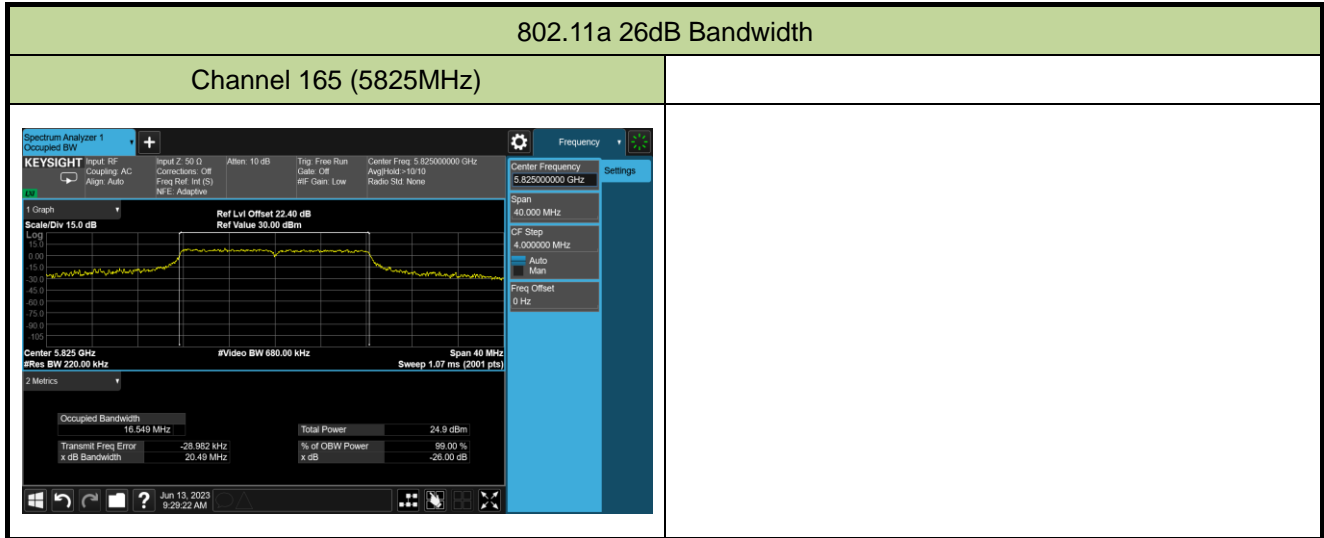 802.11a 26dB Bandwidth
Channel 165 (5825MHz)
Spectrum Analyzer 1
Occupied BW
+
Frequency
KEYSIGHT
Input: RF
Coupling: AC
Align: Auto
Input Z: 50 Ω
Corrections: Off
Freq Ref: Int (S)
NFE: Adaptive
Atten: 10 dB
Trig: Free Run
Gate: Off
#IF Gain: Low
Center Freq: 5.825000000 GHz
Avg|Hold:>10/10
Radio Std: None
Center Frequency
5.825000000 GHz
Settings
Span
40.000 MHz
CF Step
4.000000 MHz
Auto
Man
Freq Offset
0 Hz
1 Graph
Scale/Div 15.0 dB
Ref Lvl Offset 22.40 dB
Ref Value 30.00 dBm
Log
15.0
0.00
-15.0
-30.0
-45.0
-60.0
-75.0
-90.0
-105
Center 5.825 GHz
#Video BW 680.00 kHz
Span 40 MHz
#Res BW 220.00 kHz
Sweep 1.07 ms (2001 pts)
2 Metrics
Occupied Bandwidth
16.549 MHz
Total Power 24.9 dBm
Transmit Freq Error -28.982 kHz
% of OBW Power 99.00 %
x dB Bandwidth 20.49 MHz
x dB -26.00 dB
?
Jun 13, 2023
9:29:22 AM